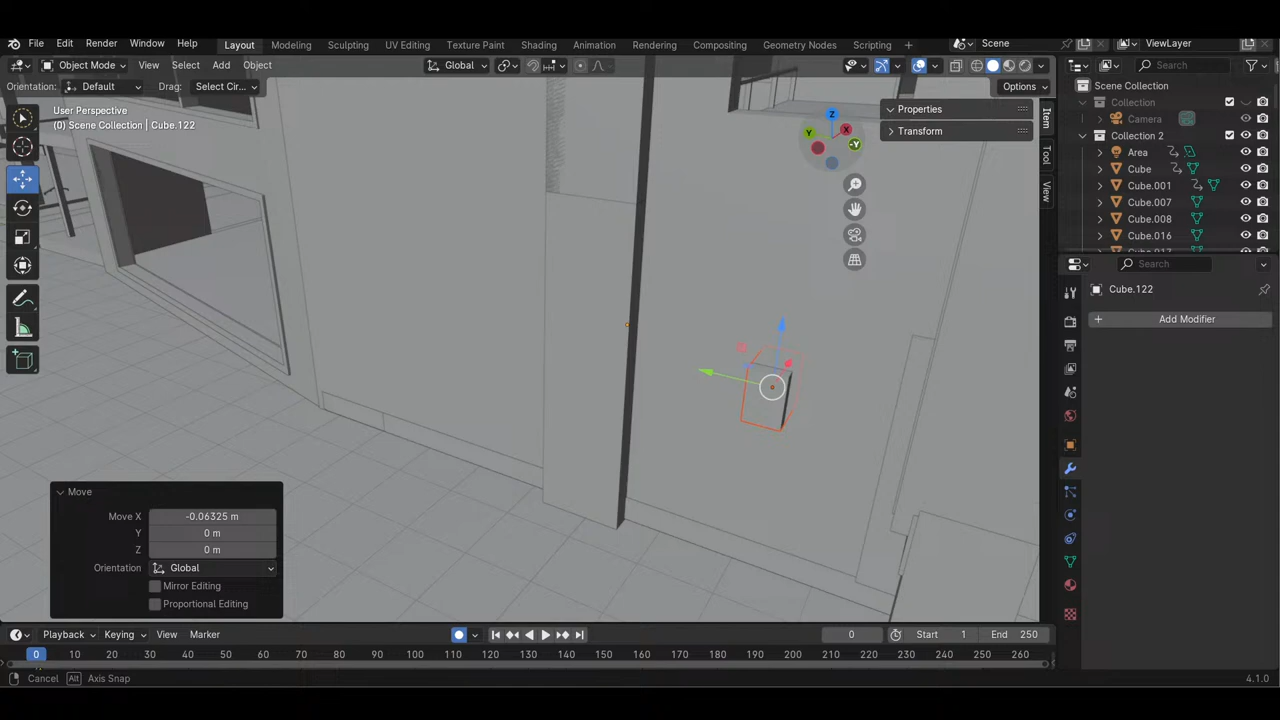 File Edit Render Window Help Layout Modeling Sculpting UV Editing Texture Paint Shading Animation Rendering Compositing Geometry Nodes Scripting + Scene ViewLayer
Object Mode View Select Add Object Global Search
Orientation: Default Drag: Select Cir... Options
User Perspective
(0) Scene Collection | Cube.122
Properties
Transform
Z
Y
X
-Y
Item
Tool
View
Scene Collection
Collection
Camera
Collection 2
Area
Cube
Cube.001
Cube.007
Cube.008
Cube.016
Search
Cube.122
+ Add Modifier
Move
Move X -0.06325 m
Y 0 m
Z 0 m
Orientation Global
Mirror Editing
Proportional Editing
Playback Keying View Marker 0 Start 1 End 250
0 10 20 30 40 50 60 70 80 90 100 110 120 130 140 150 160 170 180 190 200 210 220 230 240 250 260
Cancel Alt Axis Snap 4.1.0